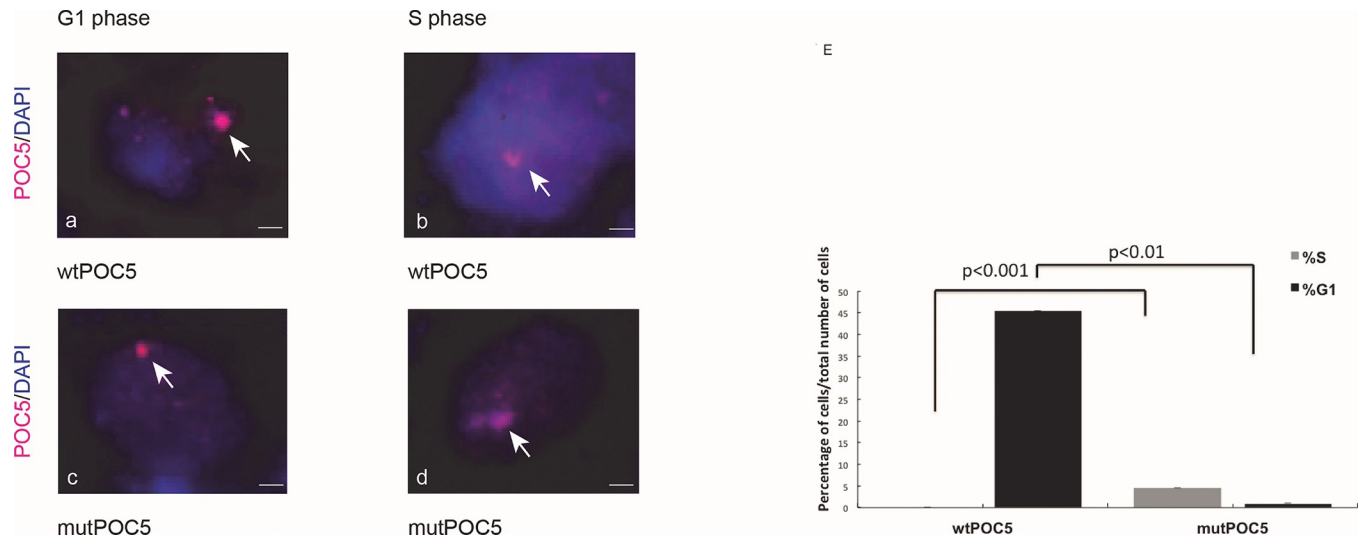 G1 phase
S phase
POC5/DAPI
a
b
wtPOC5
wtPOC5
POC5/DAPI
c
d
mutPOC5
mutPOC5
E
p<0.001
p<0.01
%S
%G1
Percentage of cells/total number of cells
50
45
40
35
30
25
20
15
10
5
0
wtPOC5
mutPOC5